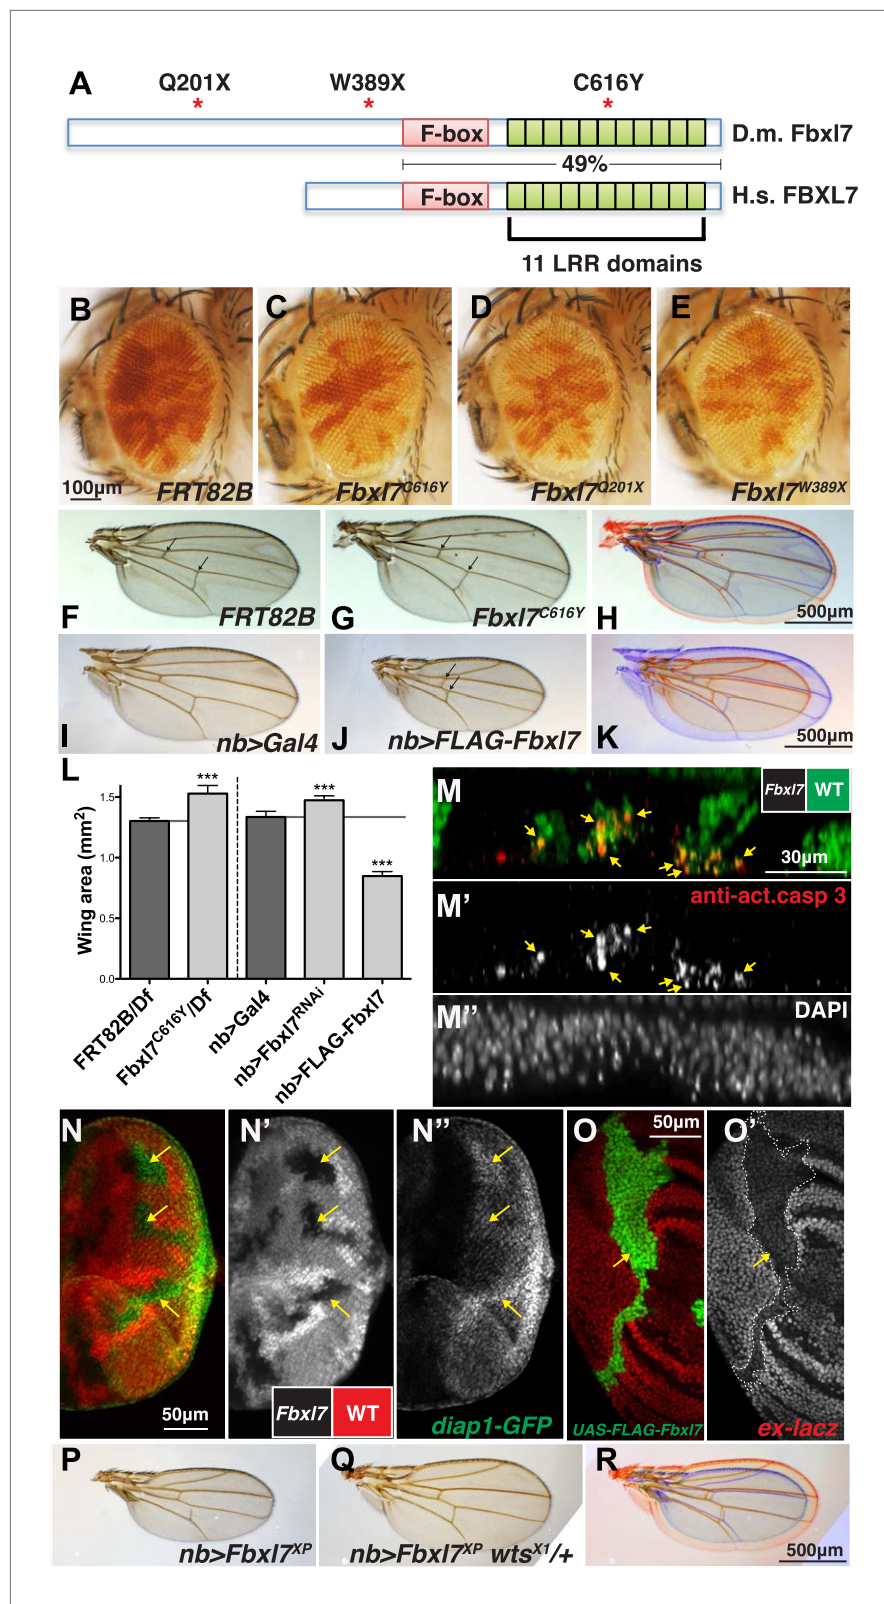 A
Q201X
W389X
C616Y
*
*
*
F-box
D.m. Fbxl7
49%
F-box
H.s. FBXL7
11 LRR domains
B
C
D
E
100µm
FRT82B
Fbxl7C616Y
Fbxl7Q201X
Fbxl7W389X
F
FRT82B
G
Fbxl7C616Y
H
500µm
I
nb>Gal4
J
nb>FLAG-Fbxl7
K
500µm
L
Wing area (mm2)
1.5
1.0
0.5
0.0
***
***
***
FRT82B/Df
Fbxl7C616Y/Df
nb>Gal4
nb>Fbxl7RNAi
nb>FLAG-Fbxl7
M
Fbxl7
WT
30µm
M'
anti-act.casp 3
M''
DAPI
N
50µm
N'
Fbxl7
WT
N''
diap1-GFP
O
50µm
UAS-FLAG-Fbxl7
O'
ex-lacz
P
nb>Fbxl7XP
Q
nb>Fbxl7XP wtsX1/+
R
500µm